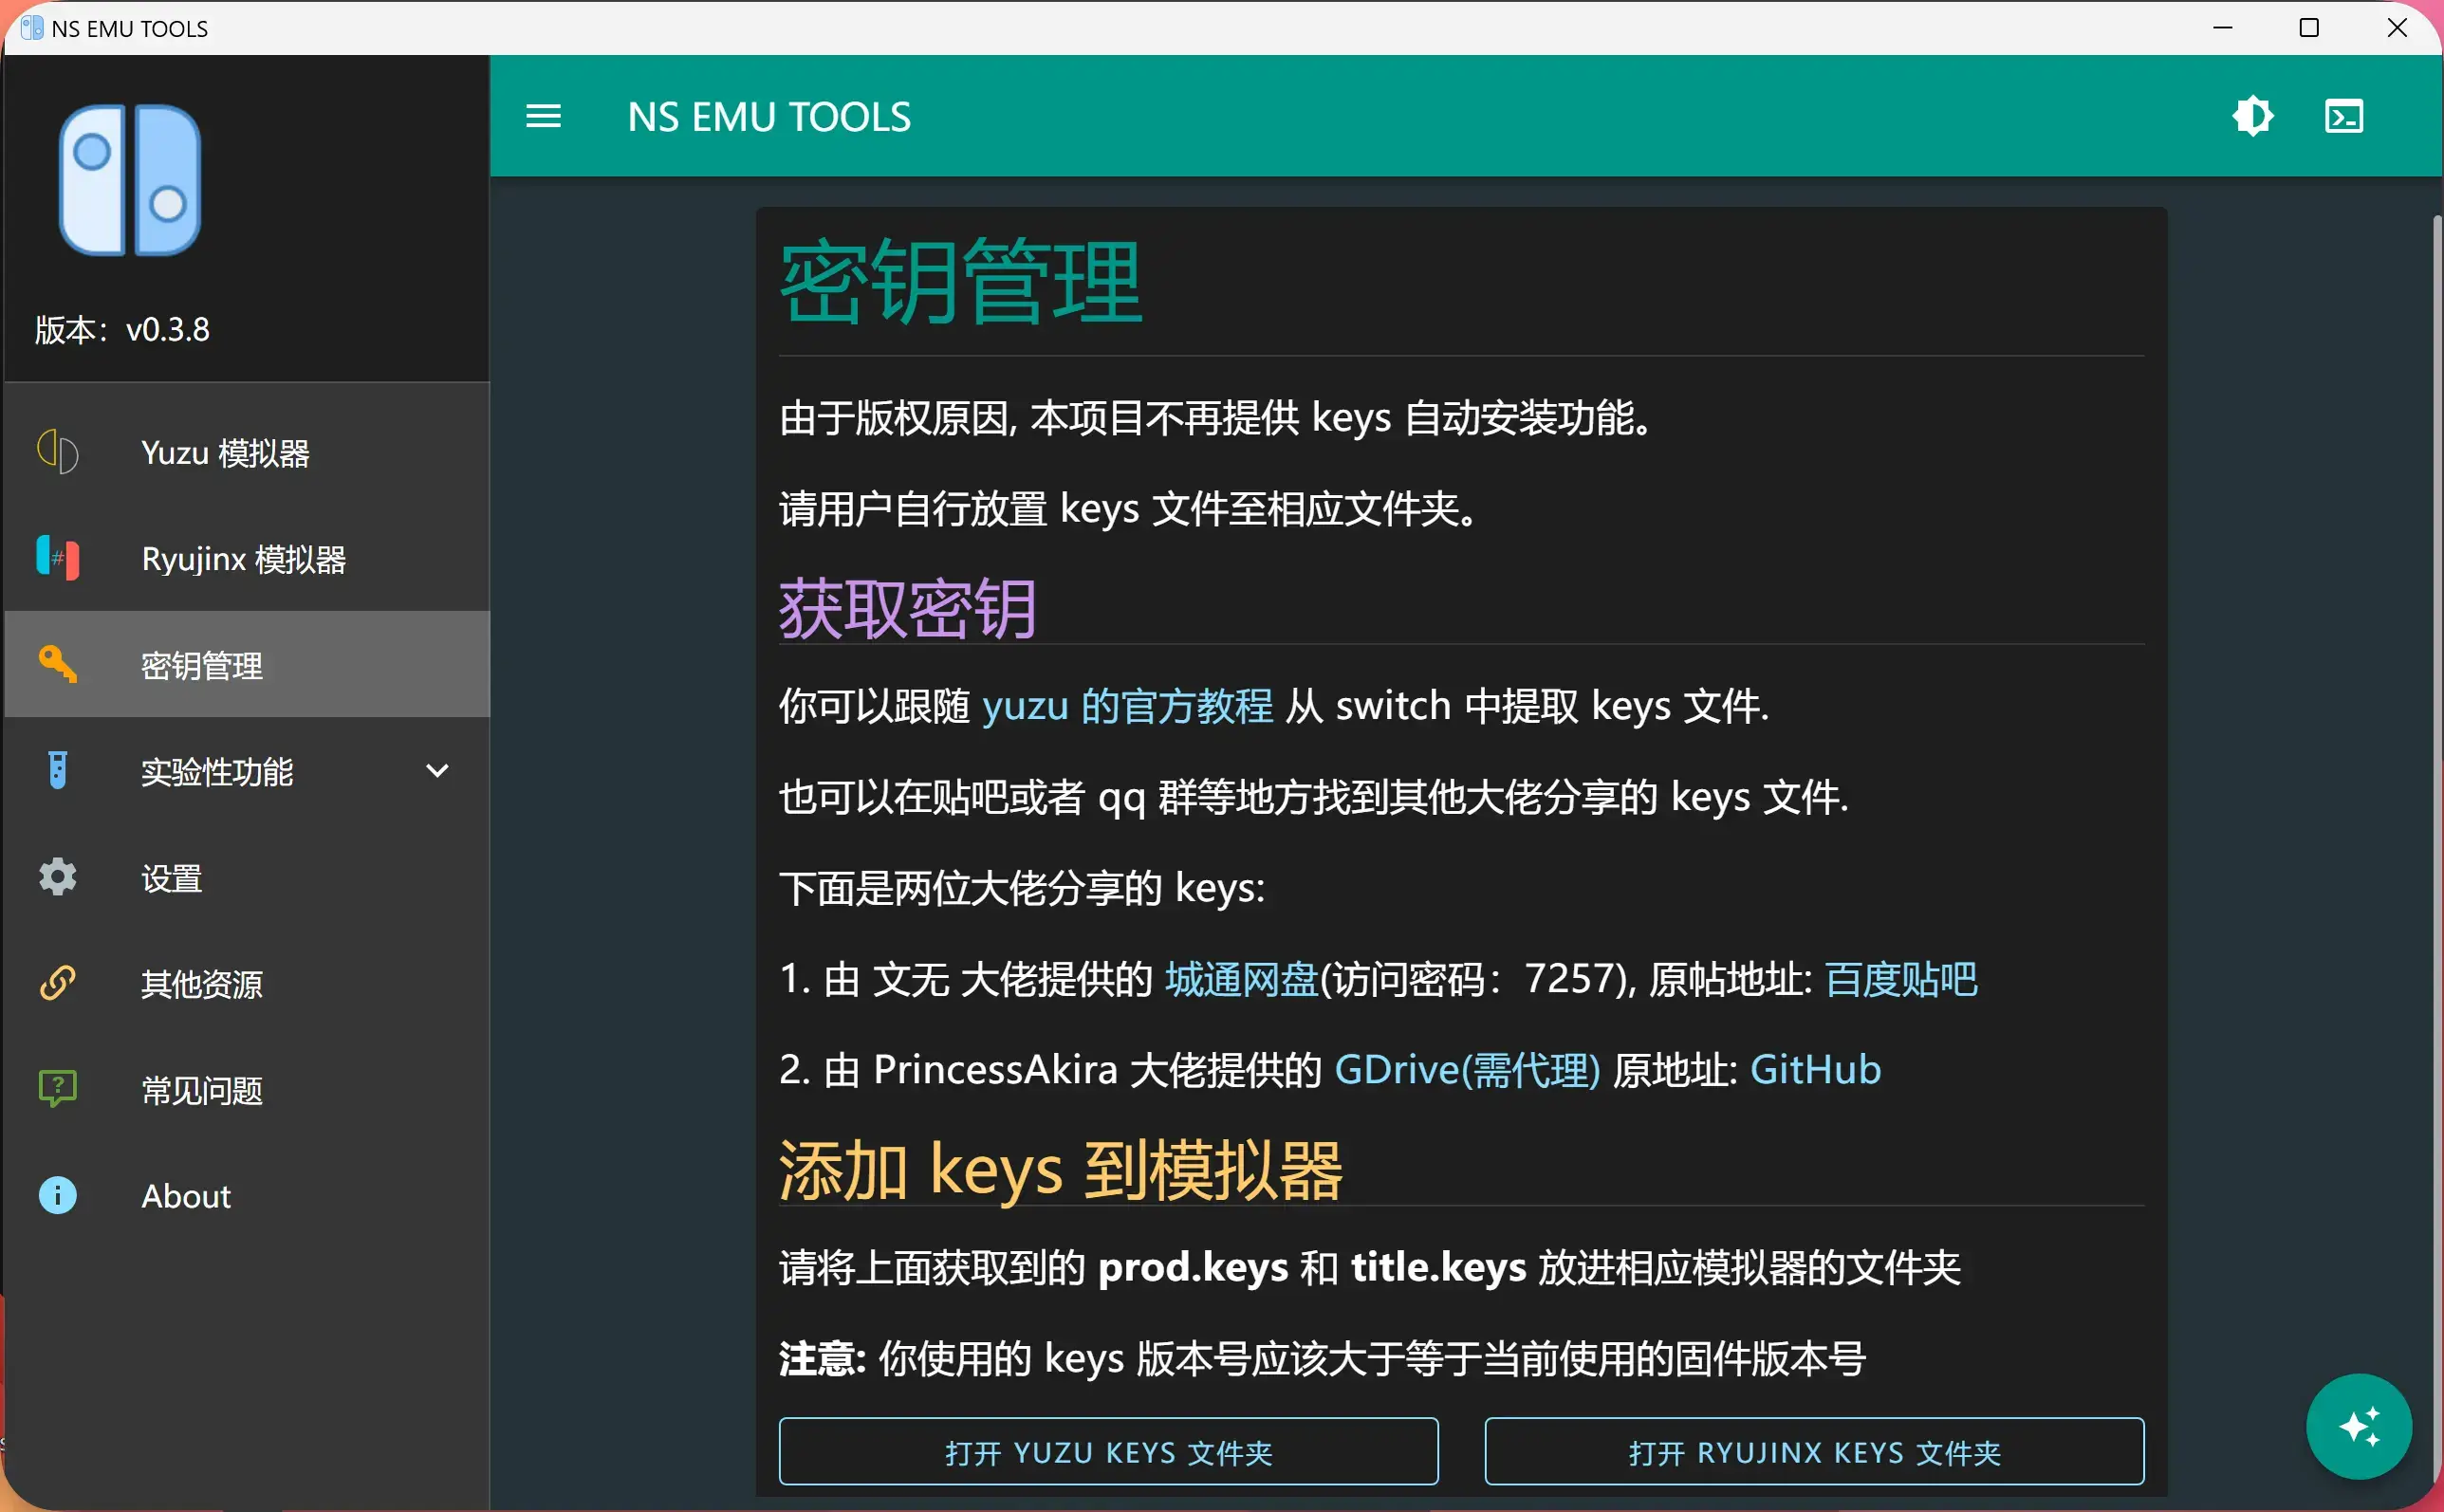 NS EMU TOOLS
版本：v0.3.8
Yuzu 模拟器
Ryujinx 模拟器
密钥管理
实验性功能
设置
其他资源
常见问题
About
NS EMU TOOLS
密钥管理
由于版权原因, 本项目不再提供 keys 自动安装功能。
请用户自行放置 keys 文件至相应文件夹。
获取密钥
你可以跟随 yuzu 的官方教程 从 switch 中提取 keys 文件.
也可以在贴吧或者 qq 群等地方找到其他大佬分享的 keys 文件.
下面是两位大佬分享的 keys:
1. 由 文无 大佬提供的 城通网盘(访问密码：7257), 原帖地址: 百度贴吧
2. 由 PrincessAkira 大佬提供的 GDrive(需代理) 原地址: GitHub
添加 keys 到模拟器
请将上面获取到的 prod.keys 和 title.keys 放进相应模拟器的文件夹
注意: 你使用的 keys 版本号应该大于等于当前使用的固件版本号
打开 YUZU KEYS 文件夹
打开 RYUJINX KEYS 文件夹